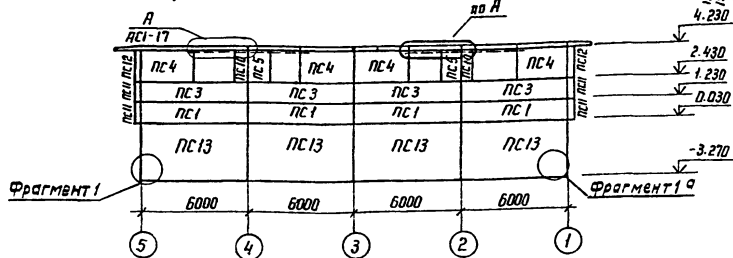 А
АС1-17
по А
4.230
2.430
1.230
0.030
-3.270
ПС12
ПС11
ПС11
ПС4
ПС10
ПС5
ПС4
ПС4
ПС5
ПС10
ПС4
ПС12
ПС11
ПС11
ПС3
ПС3
ПС3
ПС3
ПС1
ПС1
ПС1
ПС1
ПС13
ПС13
ПС13
ПС13
Фрагмент 1
Фрагмент 1 а
6000
6000
6000
6000
5
4
3
2
1